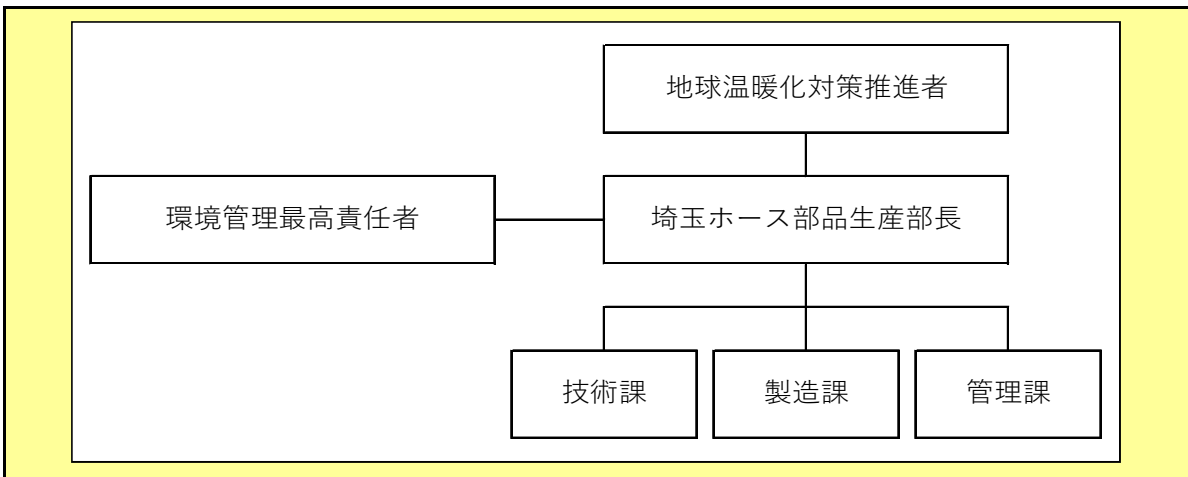 地球温暖化対策推進者
環境管理最高責任者
埼玉ホース部品生産部長
技術課
製造課
管理課